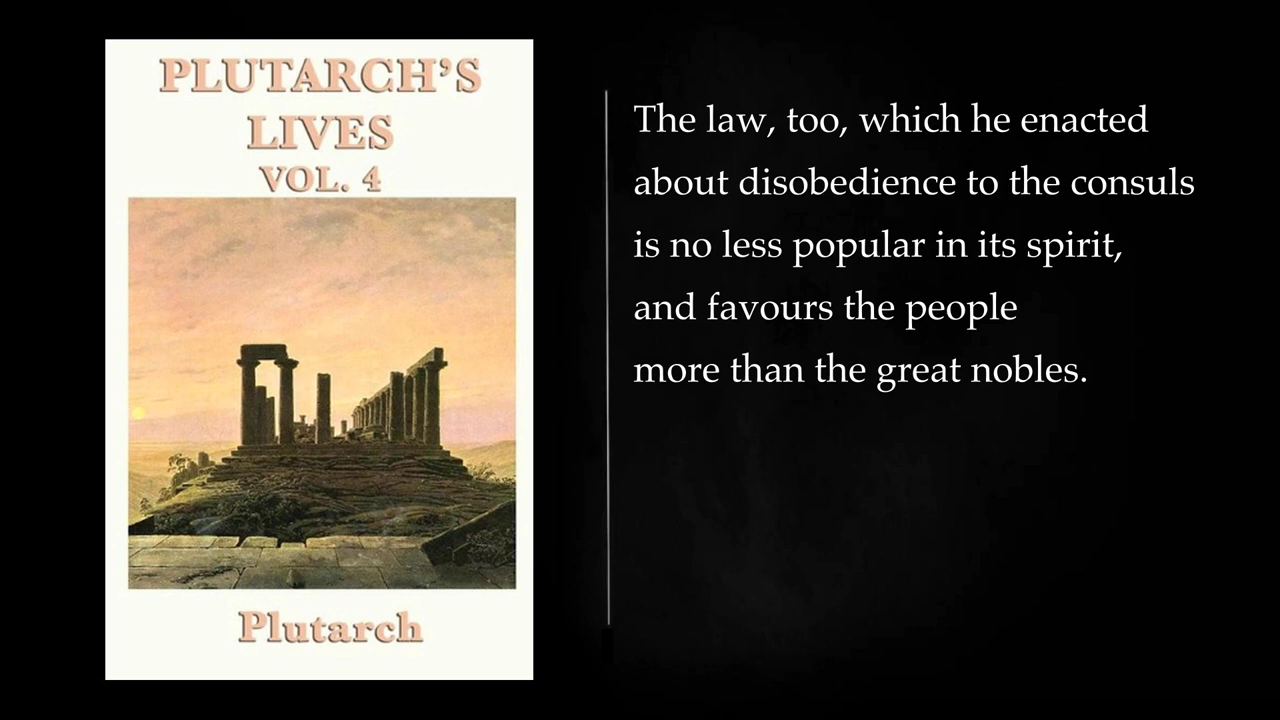 PLUTARCH'S
LIVES
VOL. 4
Plutarch
The law, too, which he enacted
about disobedience to the consuls
is no less popular in its spirit,
and favours the people
more than the great nobles.